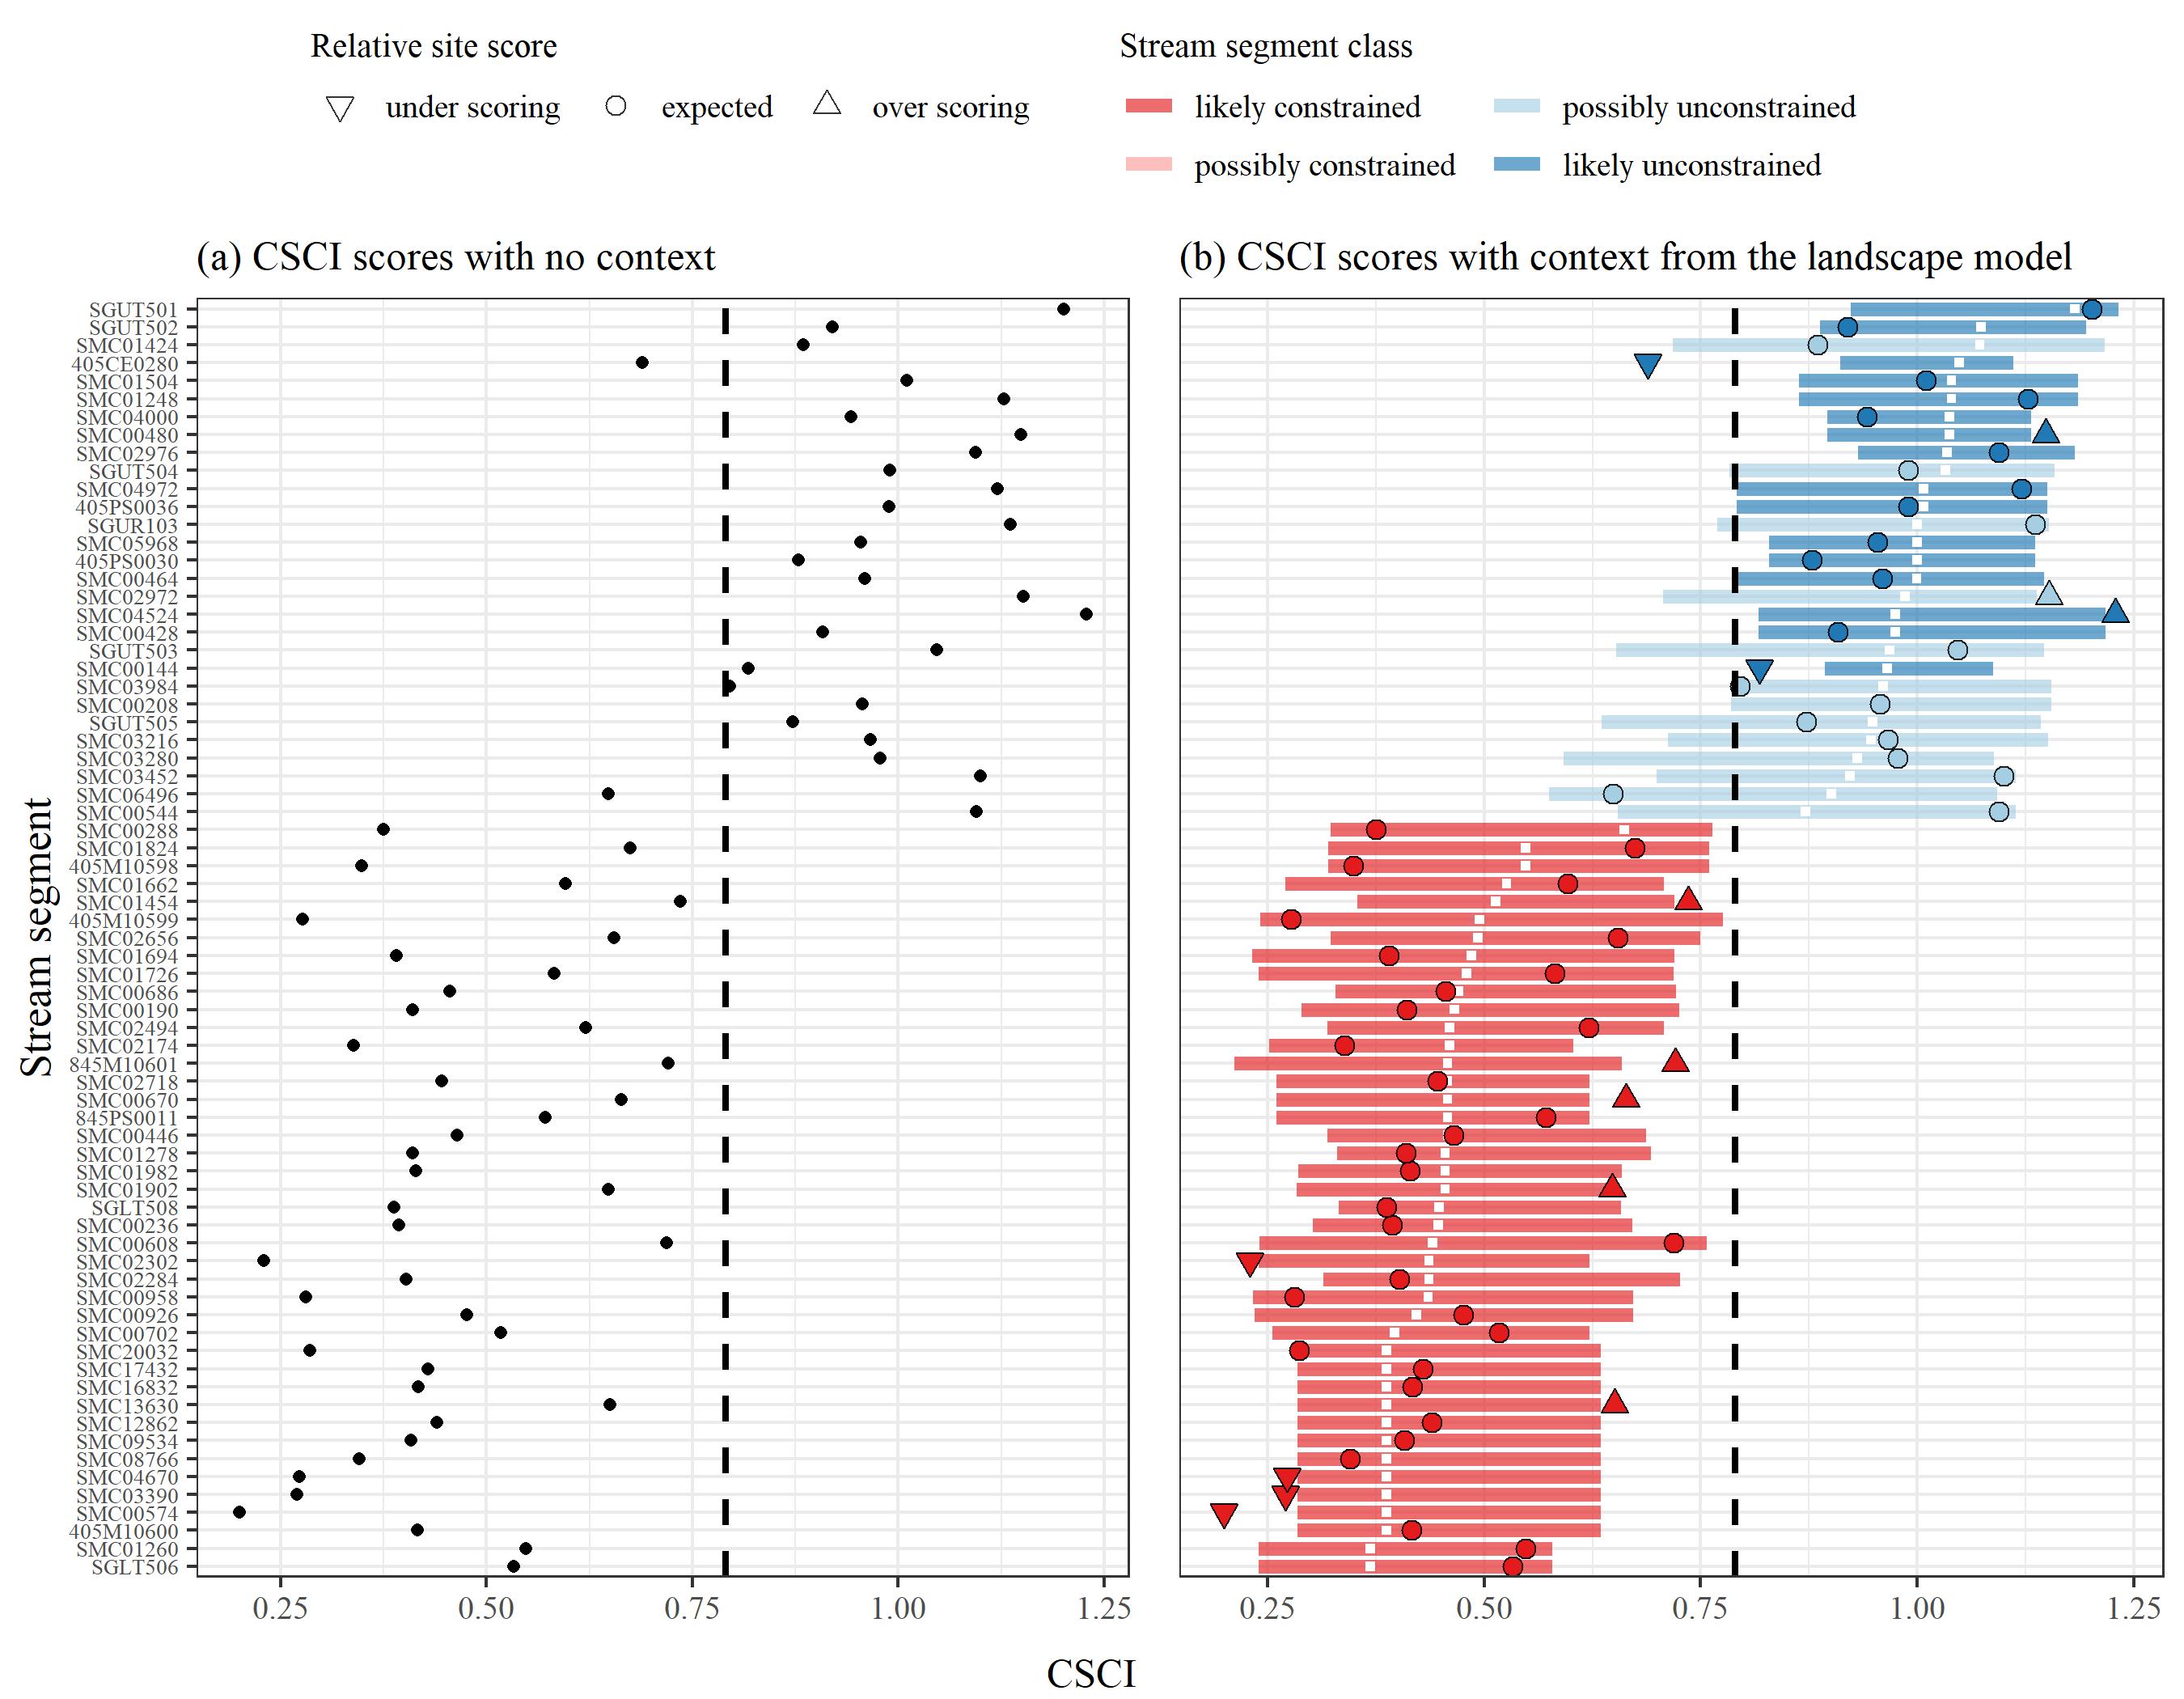 Relative site score
under scoring
expected
over scoring
Stream segment class
likely constrained
possibly unconstrained
possibly constrained
likely unconstrained
(a) CSCI scores with no context
(b) CSCI scores with context from the landscape model
Stream segment
SGUT501
SGUT502
SMC01424
405CE0280
SMC01504
SMC01248
SMC04000
SMC00480
SMC02976
SGUT504
SMC04972
405PS0036
SGUR103
SMC05968
405PS0030
SMC00464
SMC02972
SMC04524
SMC00428
SGUT503
SMC00144
SMC03984
SMC00208
SGUT505
SMC03216
SMC03280
SMC03452
SMC06496
SMC00544
SMC00288
SMC01824
405M10598
SMC01662
SMC01454
405M10599
SMC02656
SMC01694
SMC01726
SMC00686
SMC00190
SMC02494
SMC02174
845M10601
SMC02718
SMC00670
845PS0011
SMC00446
SMC01278
SMC01982
SMC01902
SGLT508
SMC00236
SMC00608
SMC02302
SMC02284
SMC00958
SMC00926
SMC00702
SMC20032
SMC17432
SMC16832
SMC13630
SMC12862
SMC09534
SMC08766
SMC04670
SMC03390
SMC00574
405M10600
SMC01260
SGLT506
0.25 0.50 0.75 1.00 1.25
0.25 0.50 0.75 1.00 1.25
CSCI